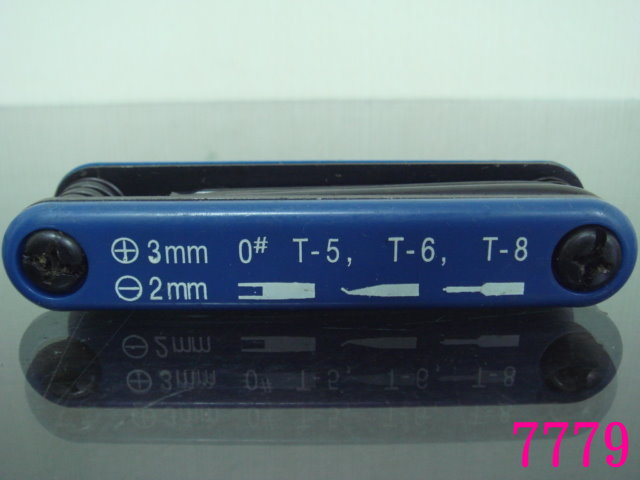 ⊕ 3mm 0# T-5, T-6, T-8
⊖ 2mm
7779